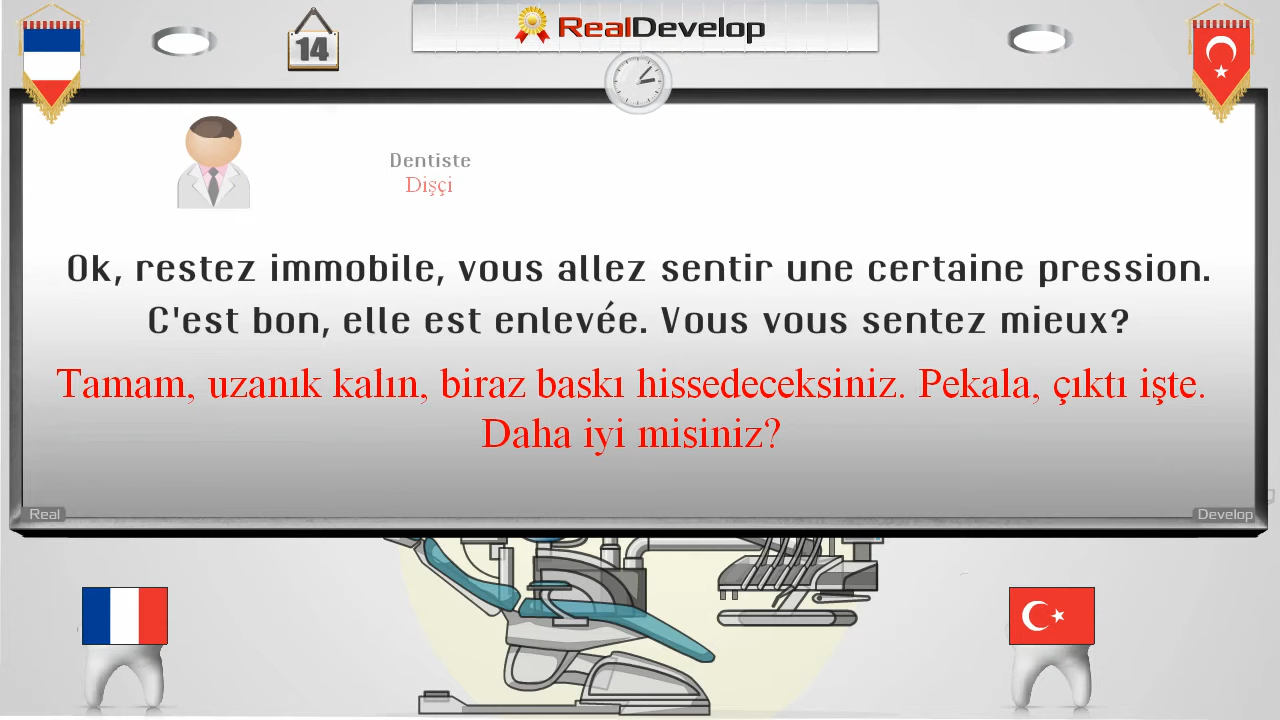 14
RealDevelop
Dentiste
Dişçi
Ok, restez immobile, vous allez sentir une certaine pression.
C'est bon, elle est enlevée. Vous vous sentez mieux?
Tamam, uzanık kalın, biraz baskı hissedeceksiniz. Pekala, çıktı işte.
Daha iyi misiniz?
Real
Develop